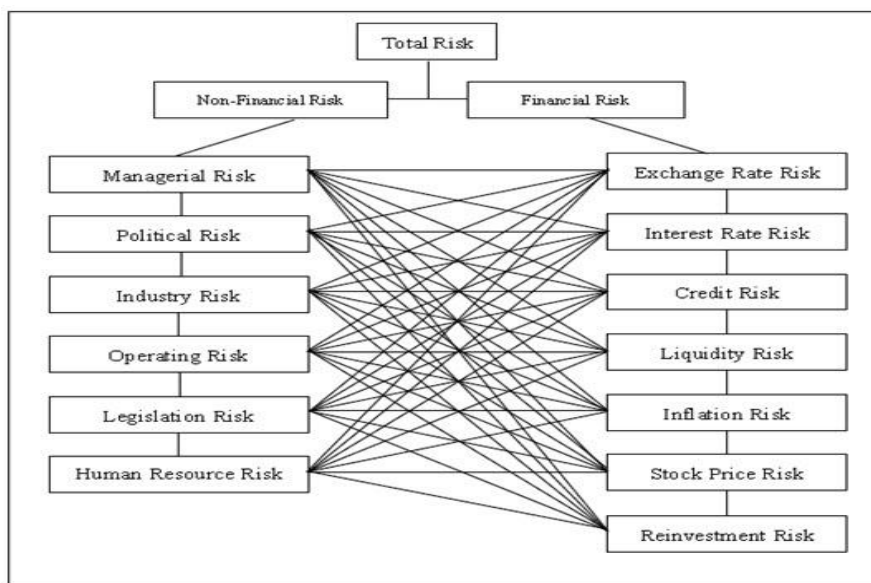 Total Risk
Non-Financial Risk
Financial Risk
Managerial Risk
Exchange Rate Risk
Political Risk
Interest Rate Risk
Industry Risk
Credit Risk
Operating Risk
Liquidity Risk
Legislation Risk
Inflation Risk
Human Resource Risk
Stock Price Risk
Reinvestment Risk